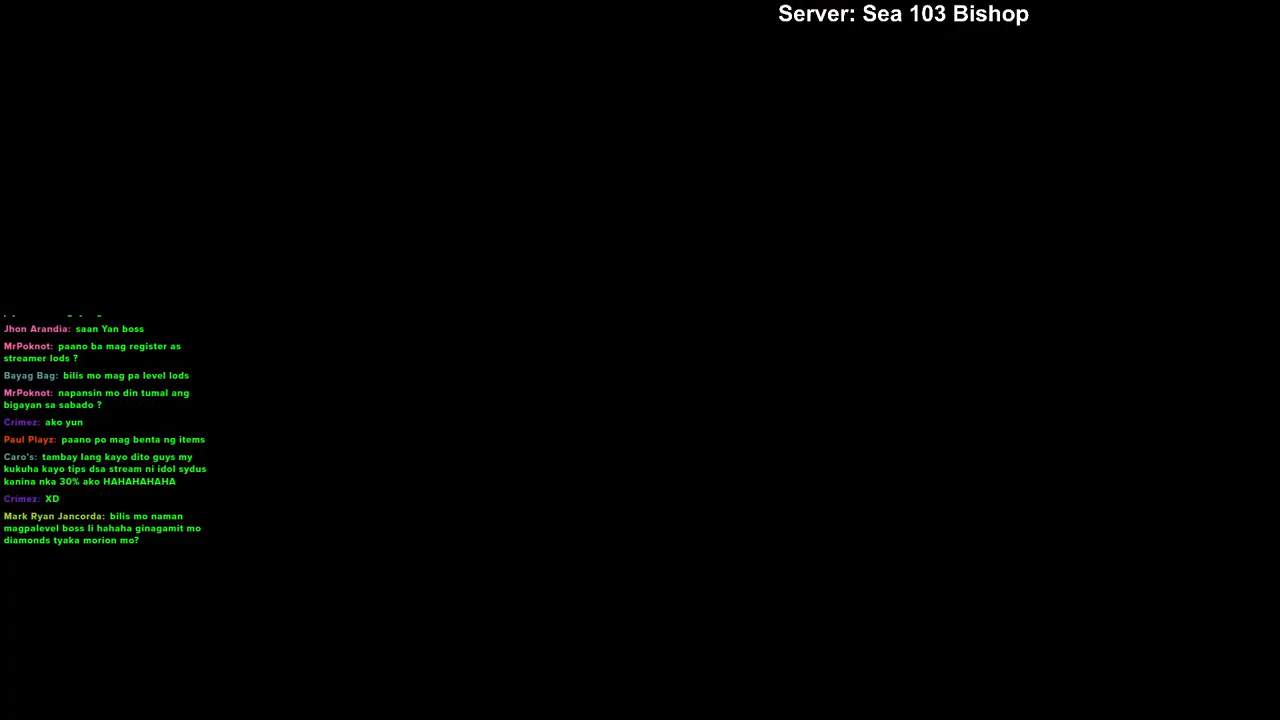 Server: Sea 103 Bishop
Jhon Arandia: saan Yan boss
MrPoknot: paano ba mag register as
streamer lods ?
Bayag Bag: bilis mo mag pa level lods
MrPoknot: napansin mo din tumal ang
bigayan sa sabado ?
Crimez: ako yun
Paul Playz: paano po mag benta ng items
Caro's: tambay lang kayo dito guys my
kukuha kayo tips dsa stream ni idol sydus
kanina nka 30% ako HAHAHAHAHA
Crimez: XD
Mark Ryan Jancorda: bilis mo naman
magpalevel boss li hahaha ginagamit mo
diamonds tyaka morion mo?